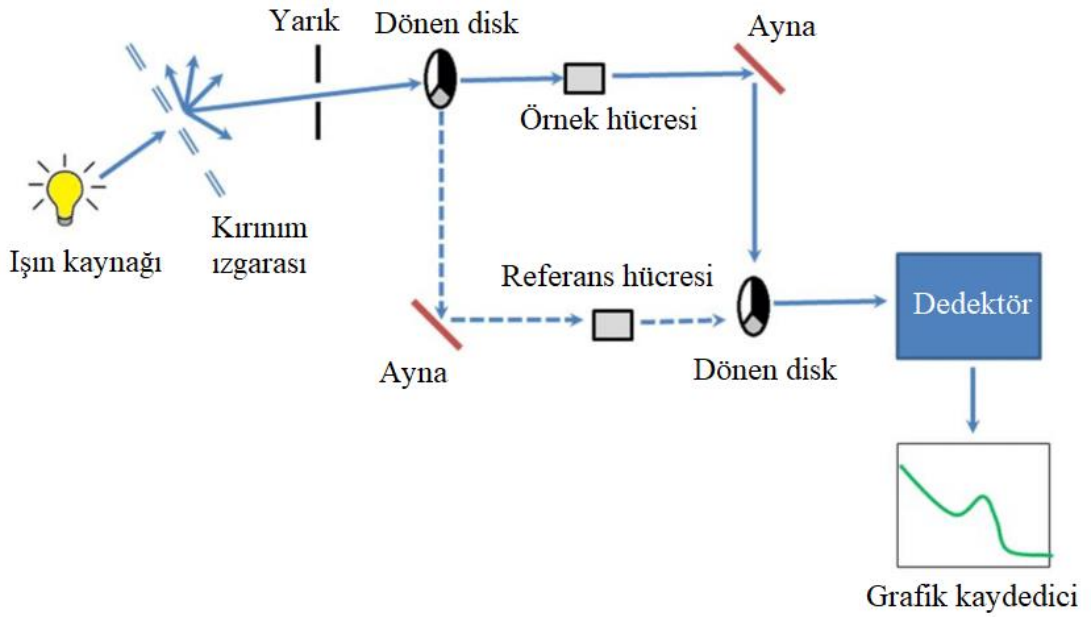 Yarık
Dönen disk
Ayna
Örnek hücresi
Işın kaynağı
Kırınım
ızgarası
Referans hücresi
Ayna
Dönen disk
Dedektör
Grafik kaydedici